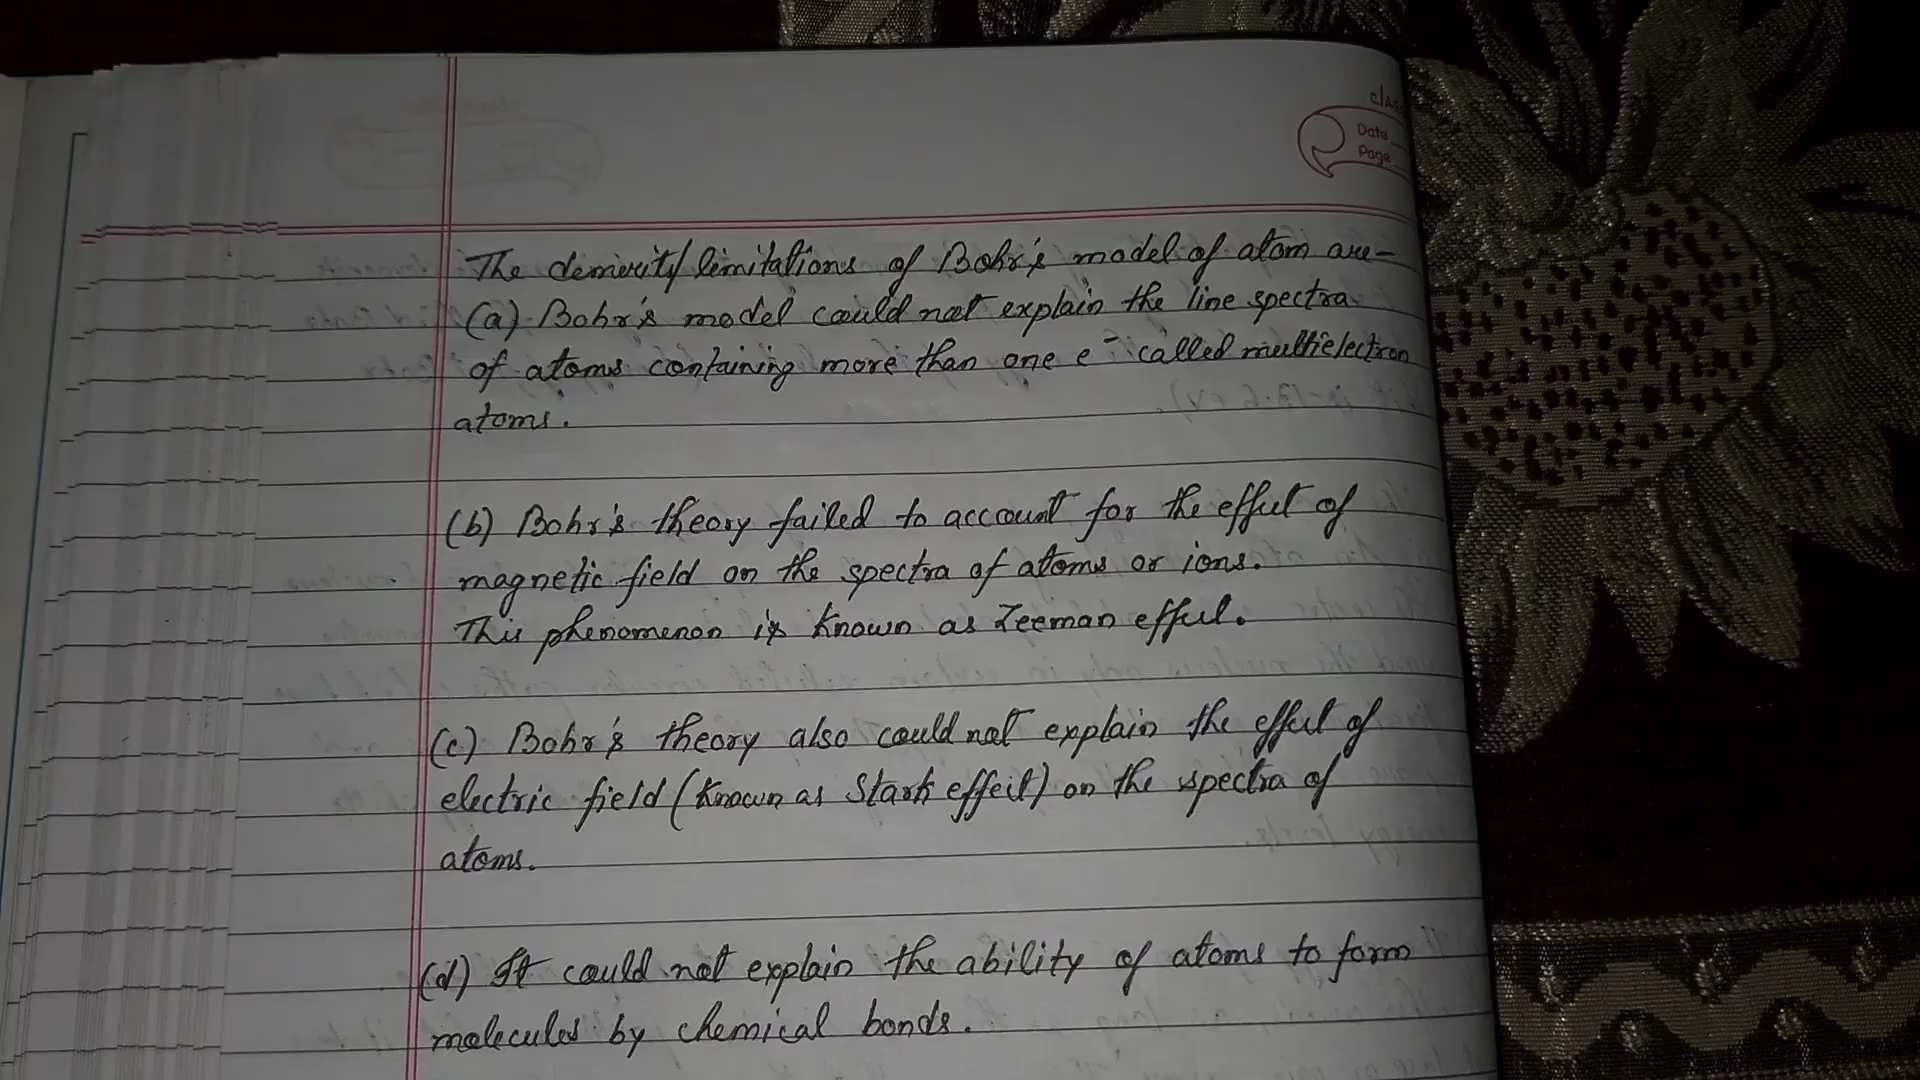 class
Date
Page
The demerits/limitations of Bohr's model of atom are-
(a) Bohr's model could not explain the line spectra
of atoms containing more than one e⁻ called multielectron
atoms.
(b) Bohr's theory failed to account for the effect of
magnetic field on the spectra of atoms or ions.
This phenomenon is known as Zeeman effect.
(c) Bohr's theory also could not explain the effect of
electric field (known as Stark effect) on the spectra of
atoms.
(d) It could not explain the ability of atoms to form
molecules by chemical bonds.